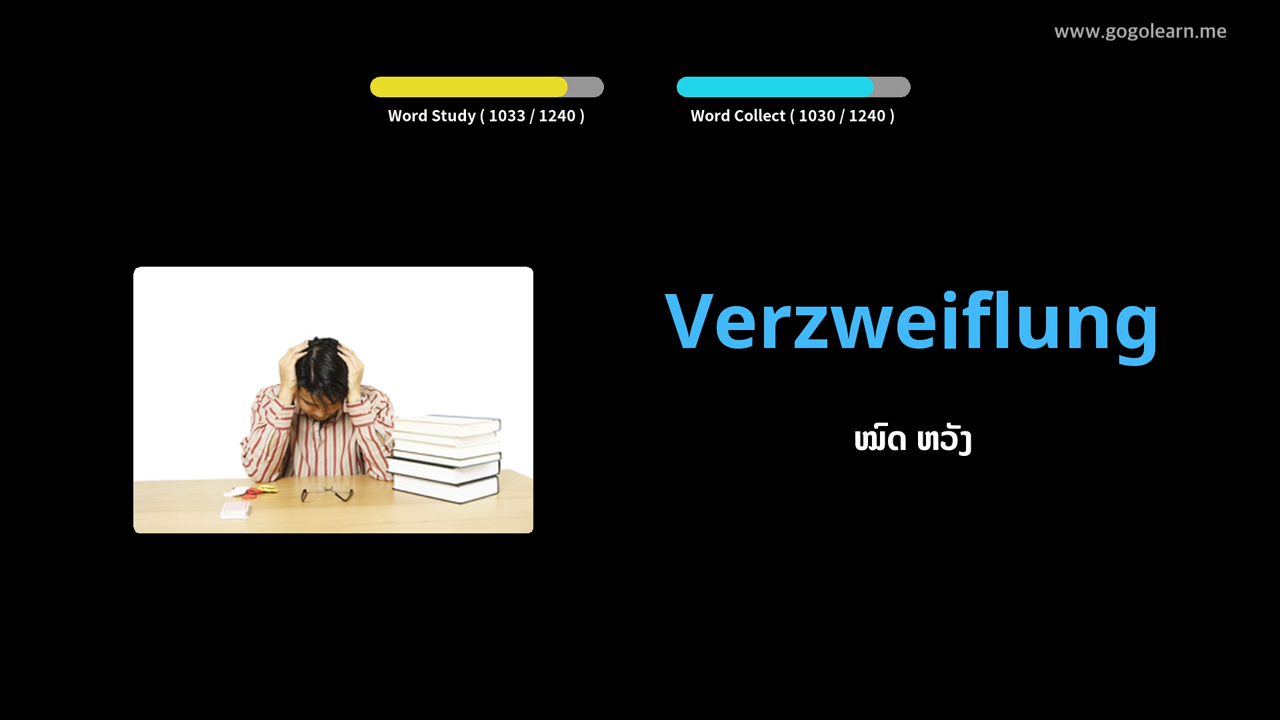 www.gogolearn.me
Word Study ( 1033 / 1240 )
Word Collect ( 1030 / 1240 )
Verzweiflung
ໝົດ ຫວັງ